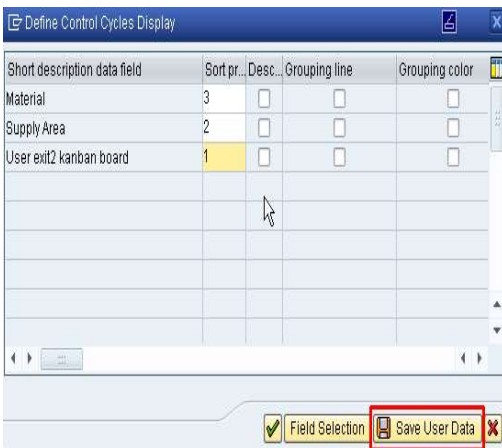 Define Control Cycles Display
Short description data field Sort pr... Desc... Grouping line Grouping color
Material 3
Supply Area 2
User exit2 kanban board 1
Field Selection Save User Data